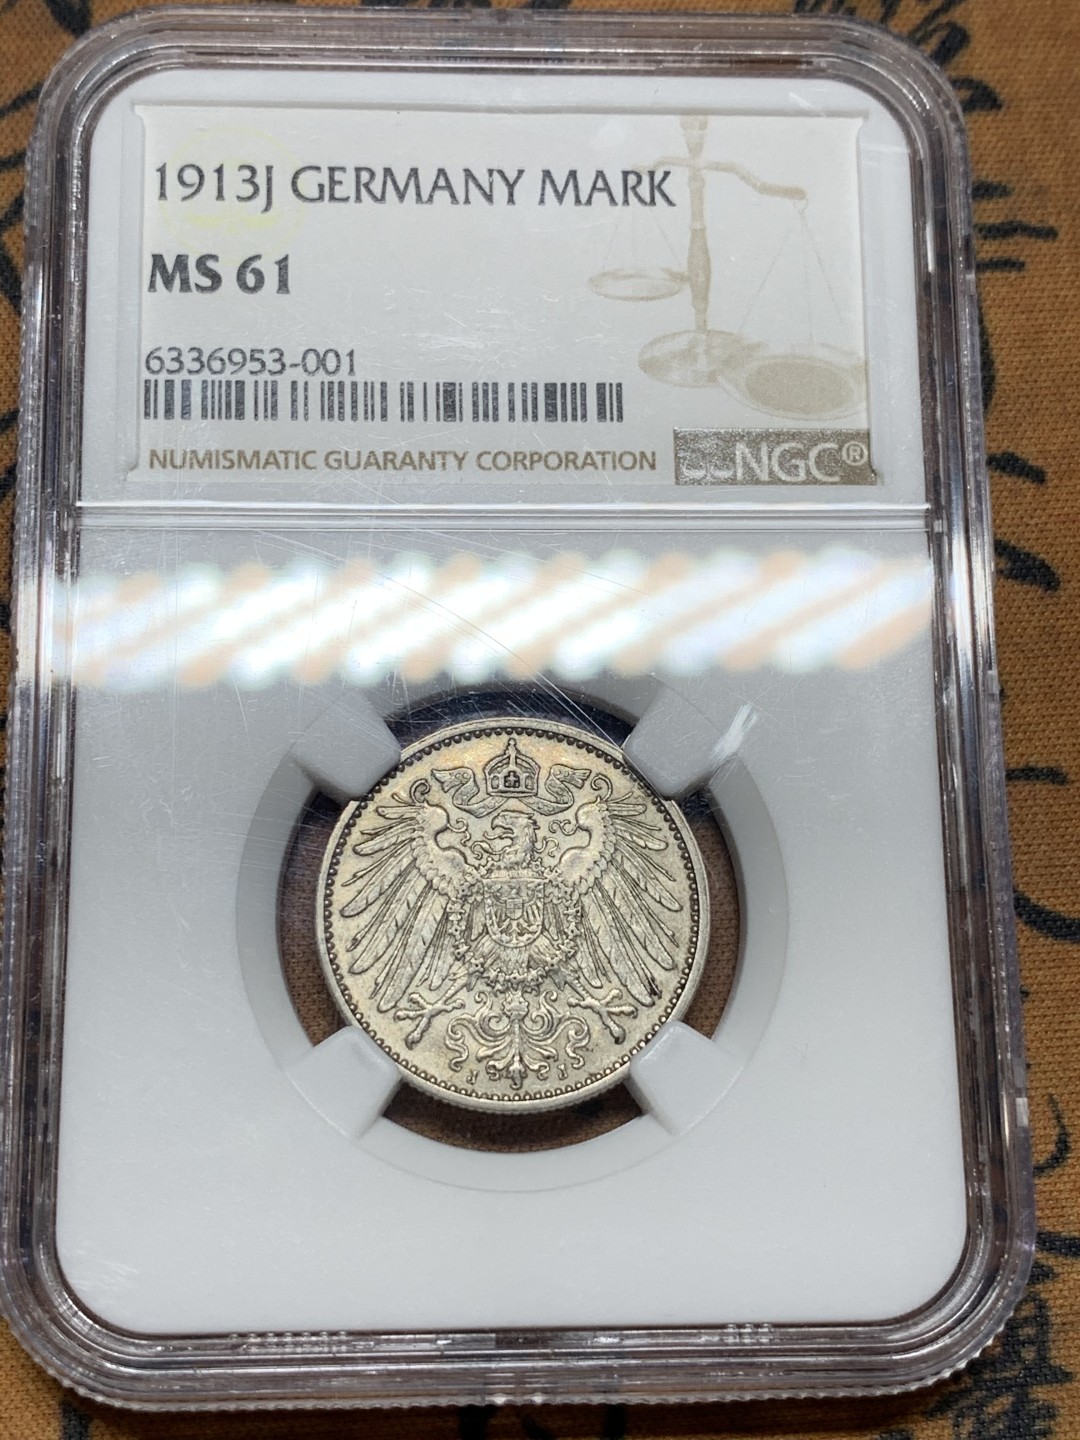 1913J GERMANY MARK
MS 61
6336953-001
NUMISMATIC GUARANTY CORPORATION
NGC®
J J